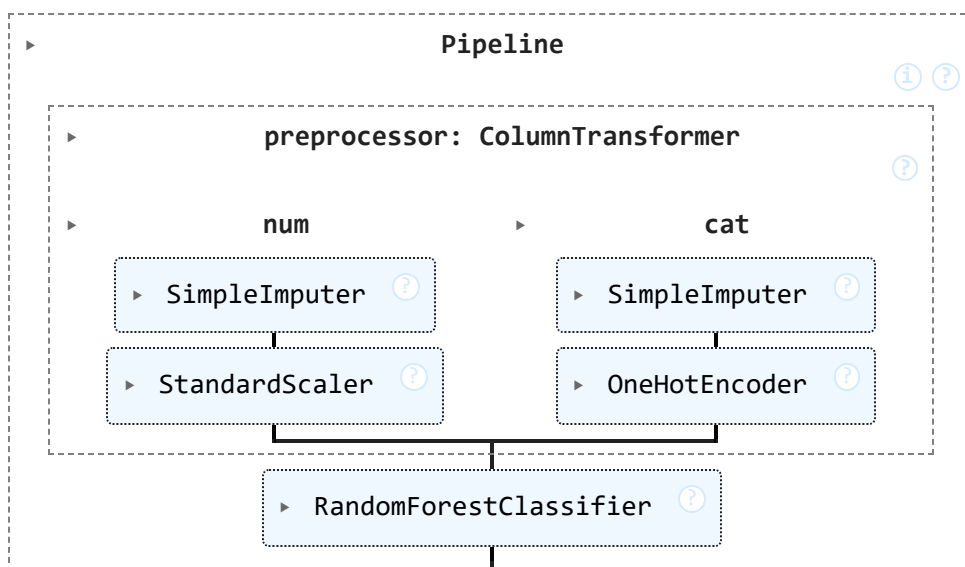 Pipeline
i ?
preprocessor: ColumnTransformer
?
num cat
SimpleImputer ? SimpleImputer ?
StandardScaler ? OneHotEncoder ?
RandomForestClassifier ?